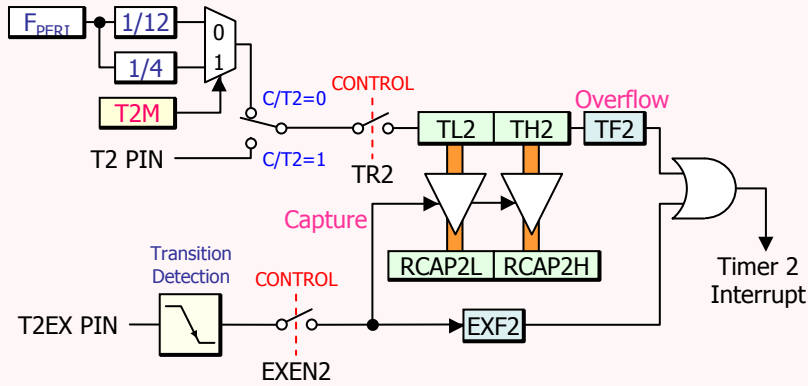 F_PERI
1/12
0
1/4
1
T2M
C/T2=0
CONTROL
Overflow
TL2
TH2
TF2
T2 PIN
C/T2=1
TR2
Capture
Transition
Detection
RCAP2L
RCAP2H
Timer 2
Interrupt
CONTROL
T2EX PIN
EXF2
EXEN2